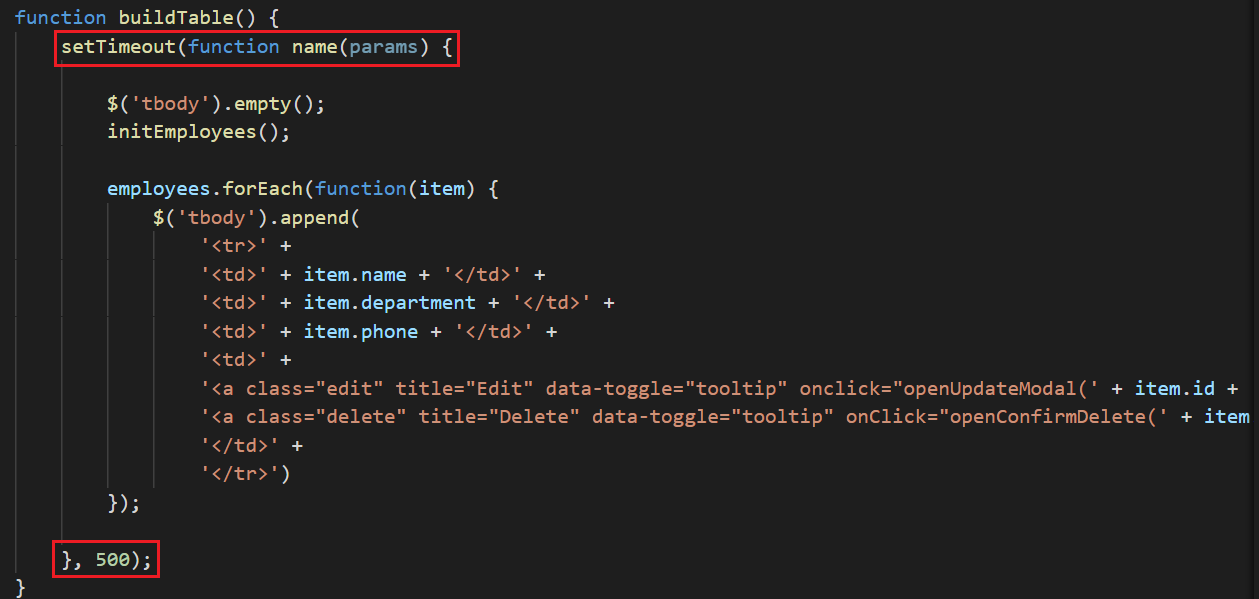 function buildTable() {
setTimeout(function name(params) {
$('tbody').empty();
initEmployees();
employees.forEach(function(item) {
$('tbody').append(
'<tr>' +
'<td>' + item.name + '</td>' +
'<td>' + item.department + '</td>' +
'<td>' + item.phone + '</td>' +
'<td>' +
'<a class="edit" title="Edit" data-toggle="tooltip" onclick="openUpdateModal(' + item.id +
'<a class="delete" title="Delete" data-toggle="tooltip" onClick="openConfirmDelete(' + item
'</td>' +
'</tr>')
});
}, 500);
}